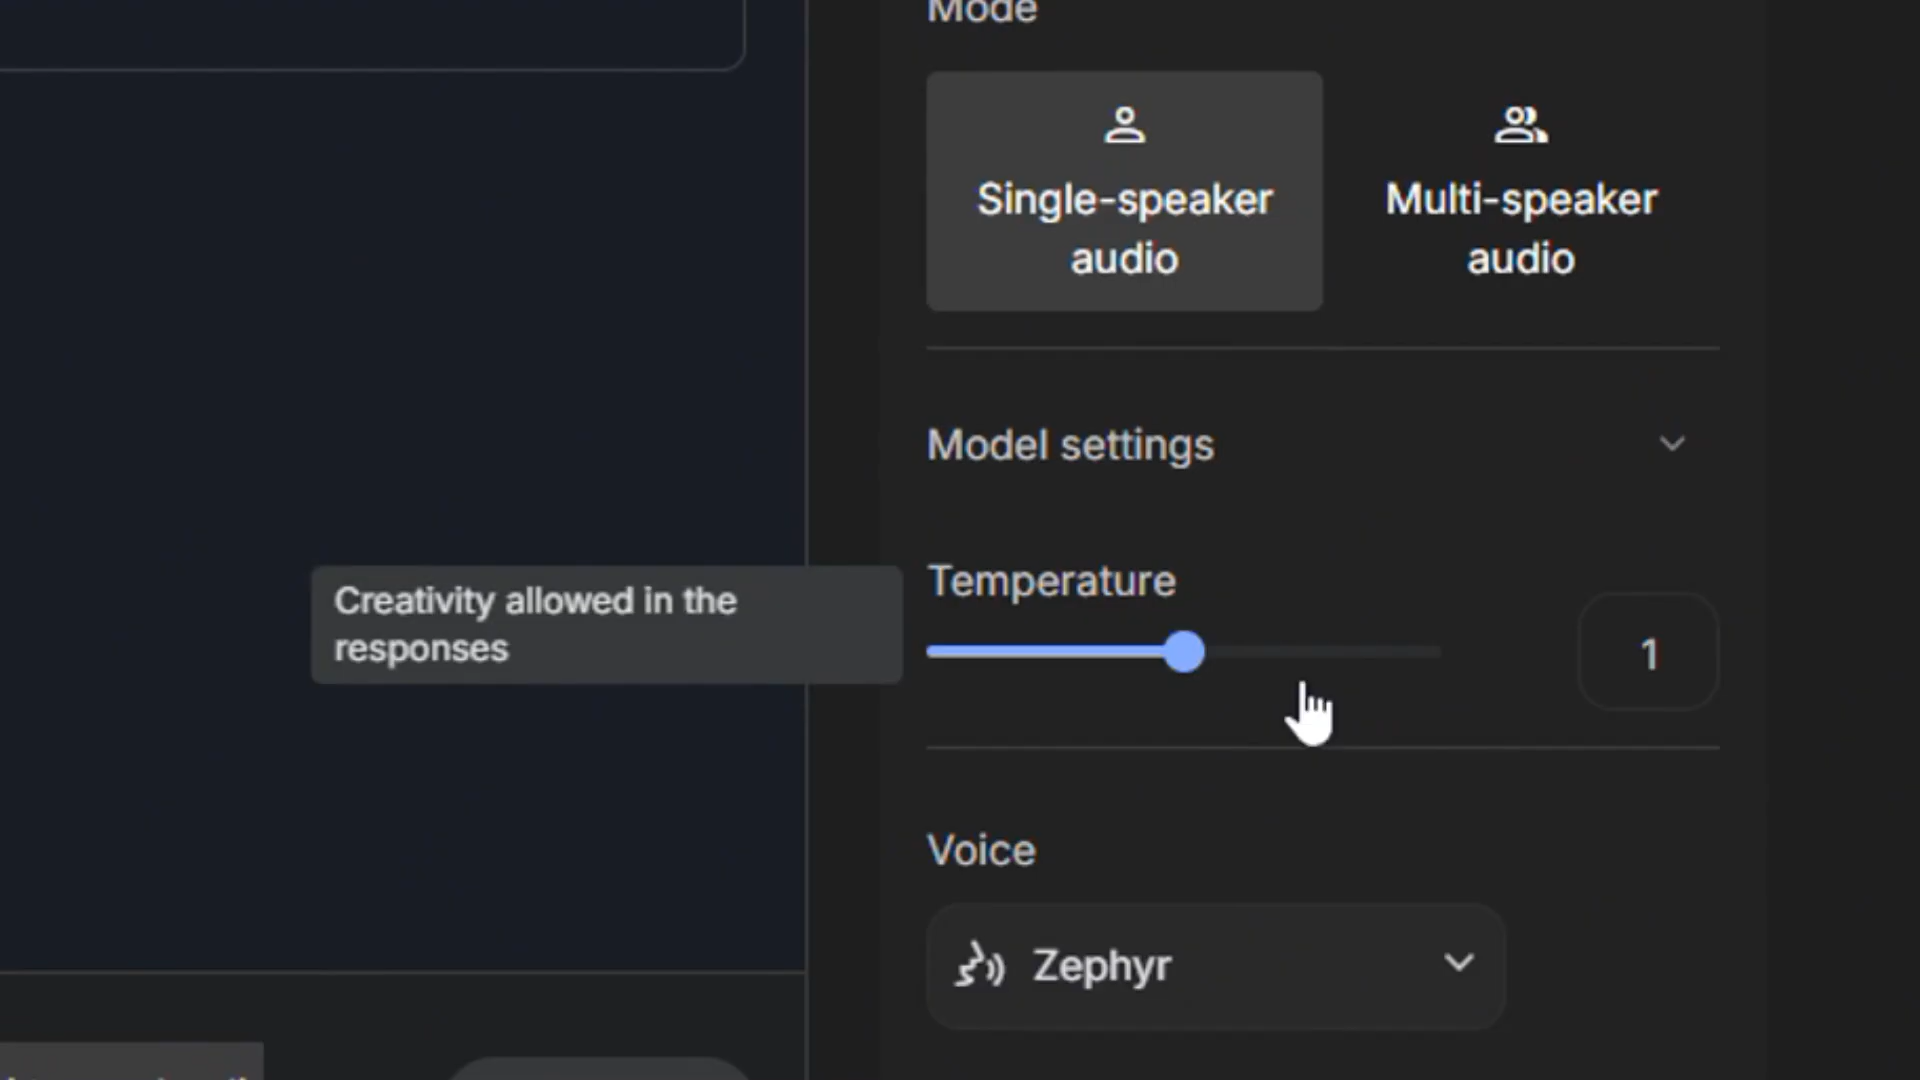 Mode
Single-speaker
audio
Multi-speaker
audio
Model settings
Temperature
Creativity allowed in the
responses
1
Voice
Zephyr